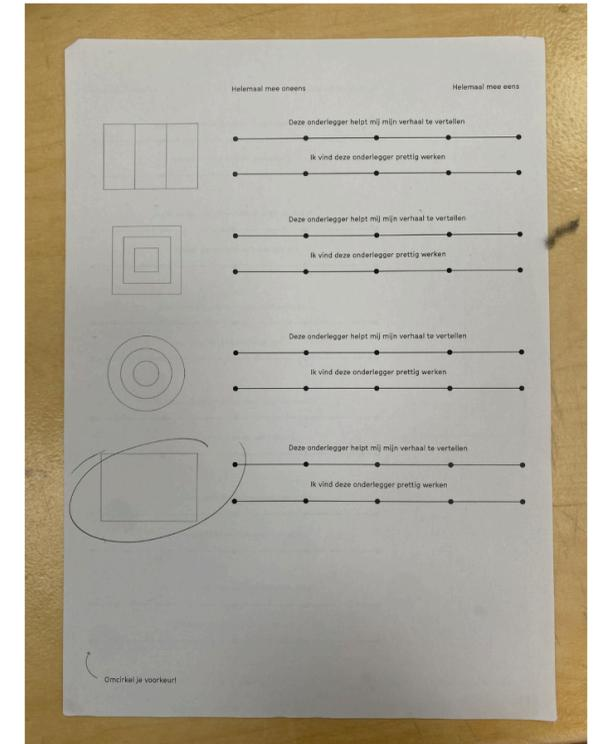 Helemaal mee oneens
Helemaal mee eens
Deze onderlegger helpt mij mijn verhaal te vertellen
Ik vind deze onderlegger prettig werken
Deze onderlegger helpt mij mijn verhaal te vertellen
Ik vind deze onderlegger prettig werken
Deze onderlegger helpt mij mijn verhaal te vertellen
Ik vind deze onderlegger prettig werken
Deze onderlegger helpt mij mijn verhaal te vertellen
Ik vind deze onderlegger prettig werken
Omcirkel je voorkeur!